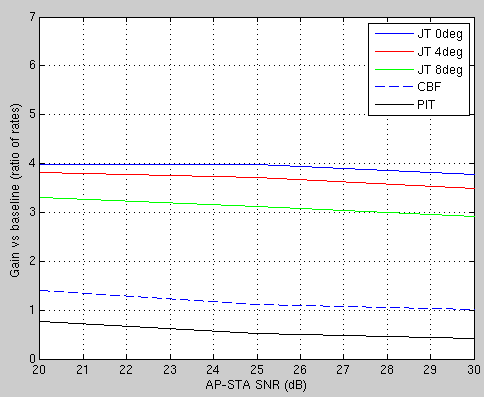 7
6
5
4
3
2
1
0
Gain vs baseline (ratio of rates)
JT 0deg
JT 4deg
JT 8deg
CBF
PIT
20 21 22 23 24 25 26 27 28 29 30
AP-STA SNR (dB)